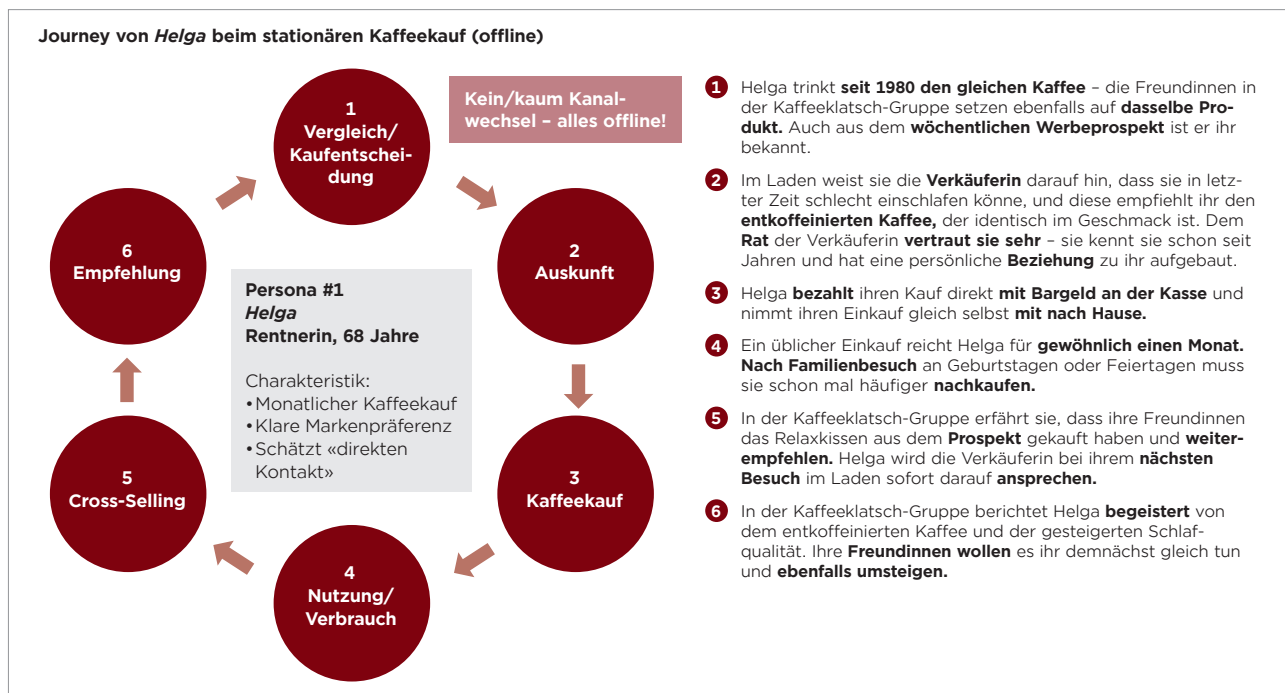 Journey von Helga beim stationären Kaffeekauf (offline)
1
Vergleich/
Kaufentschei-
dung
Kein/kaum Kanal-
wechsel – alles offline!
2
Auskunft
3
Kaffeekauf
4
Nutzung/
Verbrauch
5
Cross-Selling
6
Empfehlung
Persona #1
Helga
Rentnerin, 68 Jahre
Charakteristik:
• Monatlicher Kaffeekauf
• Klare Markenpräferenz
• Schätzt «direkten
Kontakt»
1 Helga trinkt seit 1980 den gleichen Kaffee – die Freundinnen in
der Kaffeeklatsch-Gruppe setzen ebenfalls auf dasselbe Pro-
dukt. Auch aus dem wöchentlichen Werbeprospekt ist er ihr
bekannt.
2 Im Laden weist sie die Verkäuferin darauf hin, dass sie in letz-
ter Zeit schlecht einschlafen könne, und diese empfiehlt ihr den
entkoffeinierten Kaffee, der identisch im Geschmack ist. Dem
Rat der Verkäuferin vertraut sie sehr – sie kennt sie schon seit
Jahren und hat eine persönliche Beziehung zu ihr aufgebaut.
3 Helga bezahlt ihren Kauf direkt mit Bargeld an der Kasse und
nimmt ihren Einkauf gleich selbst mit nach Hause.
4 Ein üblicher Einkauf reicht Helga für gewöhnlich einen Monat.
Nach Familienbesuch an Geburtstagen oder Feiertagen muss
sie schon mal häufiger nachkaufen.
5 In der Kaffeeklatsch-Gruppe erfährt sie, dass ihre Freundinnen
das Relaxkissen aus dem Prospekt gekauft haben und weiter-
empfehlen. Helga wird die Verkäuferin bei ihrem nächsten
Besuch im Laden sofort darauf ansprechen.
6 In der Kaffeeklatsch-Gruppe berichtet Helga begeistert von
dem entkoffeinierten Kaffee und der gesteigerten Schlaf-
qualität. Ihre Freundinnen wollen es ihr demnächst gleich tun
und ebenfalls umsteigen.